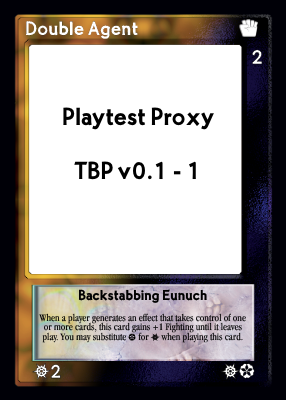 Double Agent
2
Playtest Proxy
TBP v0.1 - 1
Backstabbing Eunuch
When a player generates an effect that takes control of one
or more cards, this card gains +1 Fighting until it leaves
play. You may substitute for when playing this card.
2